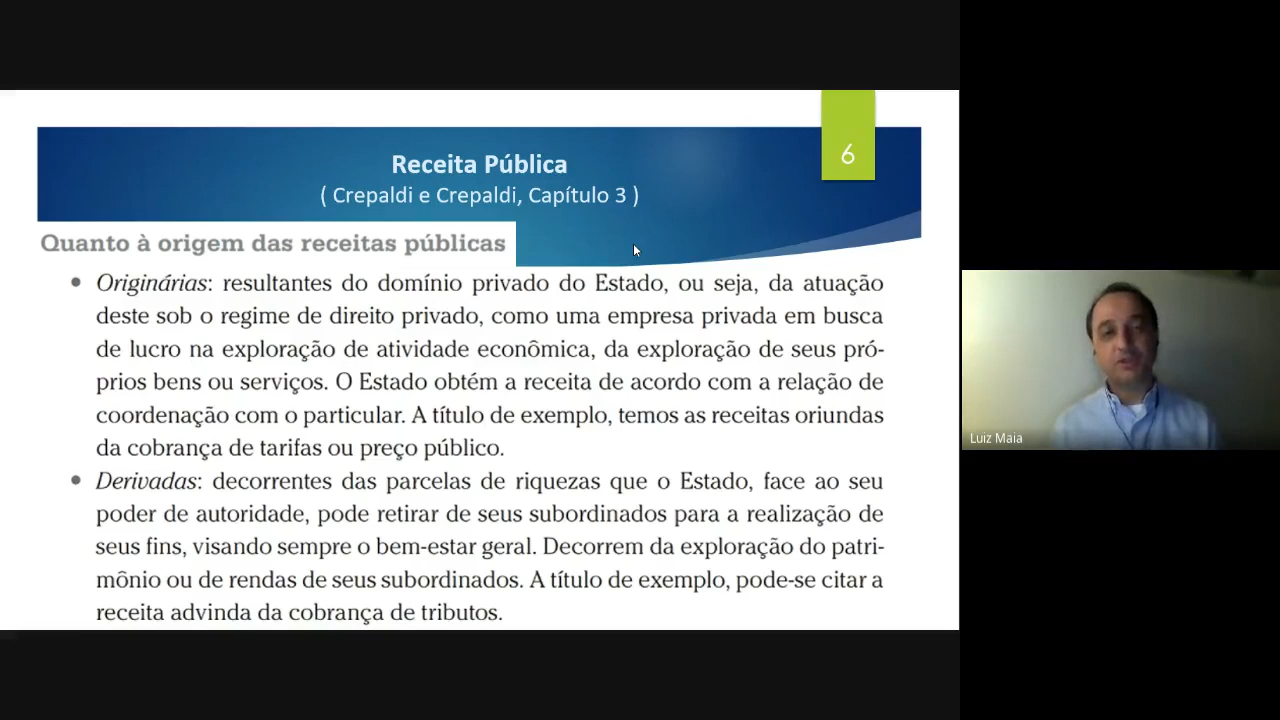 Receita Pública
( Crepaldi e Crepaldi, Capítulo 3 )
6
Quanto à origem das receitas públicas
• Originárias: resultantes do domínio privado do Estado, ou seja, da atuação
deste sob o regime de direito privado, como uma empresa privada em busca
de lucro na exploração de atividade econômica, da exploração de seus pró-
prios bens ou serviços. O Estado obtém a receita de acordo com a relação de
coordenação com o particular. A título de exemplo, temos as receitas oriundas
da cobrança de tarifas ou preço público.
• Derivadas: decorrentes das parcelas de riquezas que o Estado, face ao seu
poder de autoridade, pode retirar de seus subordinados para a realização de
seus fins, visando sempre o bem-estar geral. Decorrem da exploração do patri-
mônio ou de rendas de seus subordinados. A título de exemplo, pode-se citar a
receita advinda da cobrança de tributos.
Luiz Maia